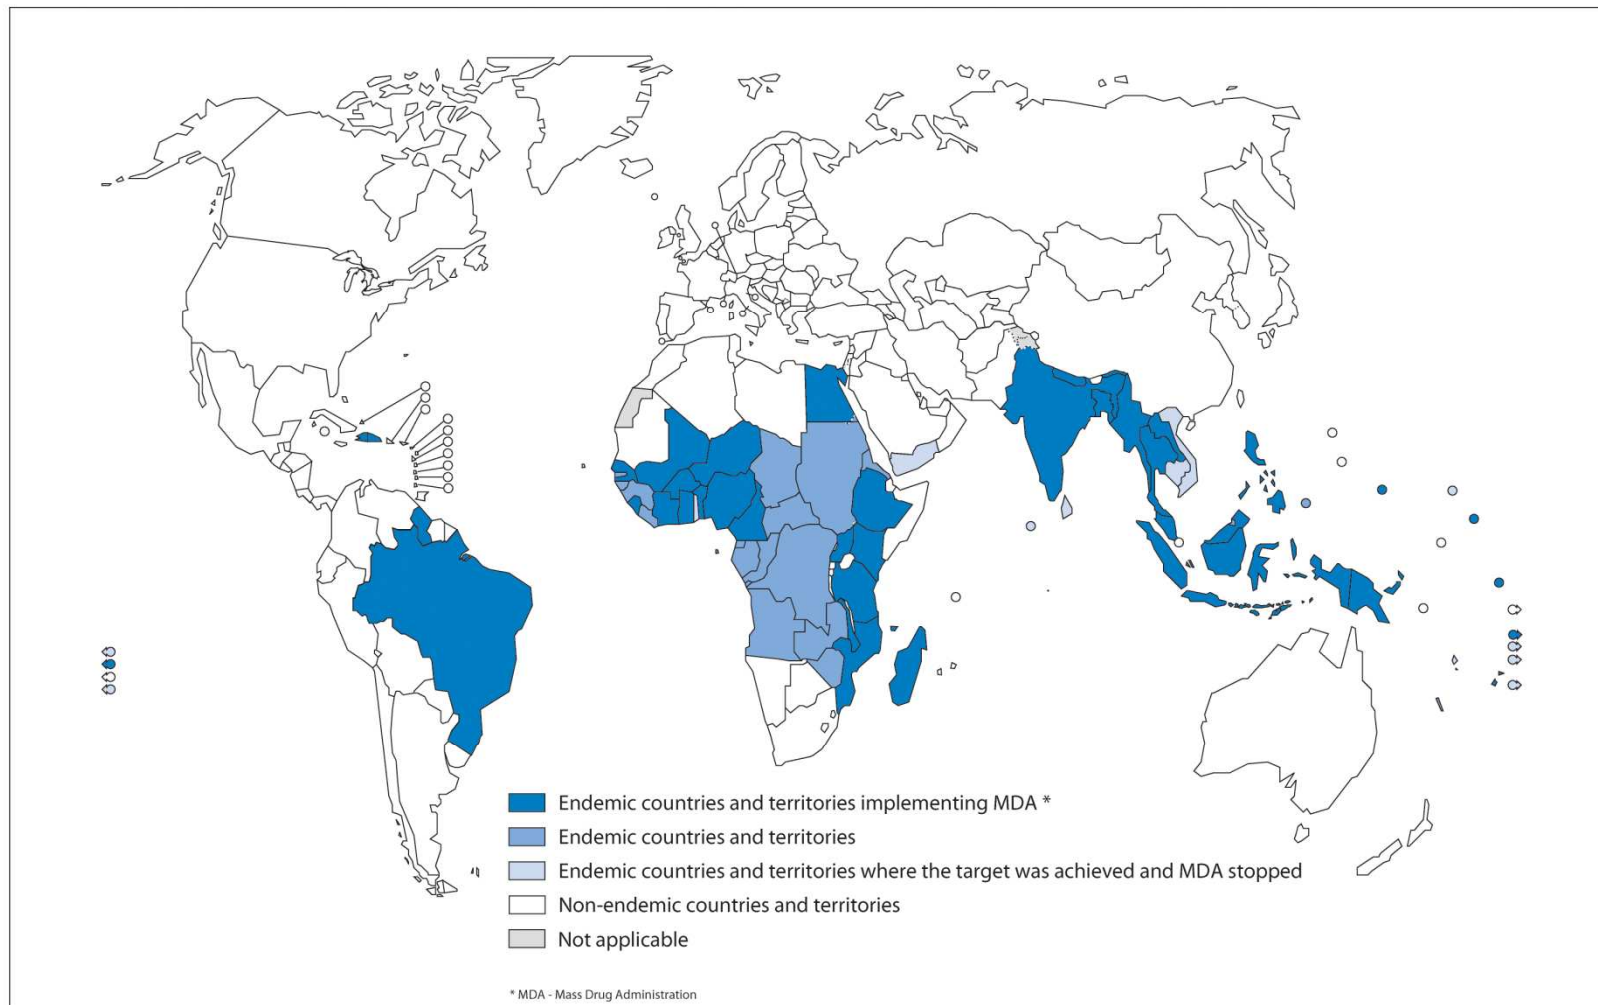 Endemic countries and territories implementing MDA *
Endemic countries and territories
Endemic countries and territories where the target was achieved and MDA stopped
Non-endemic countries and territories
Not applicable
* MDA - Mass Drug Administration